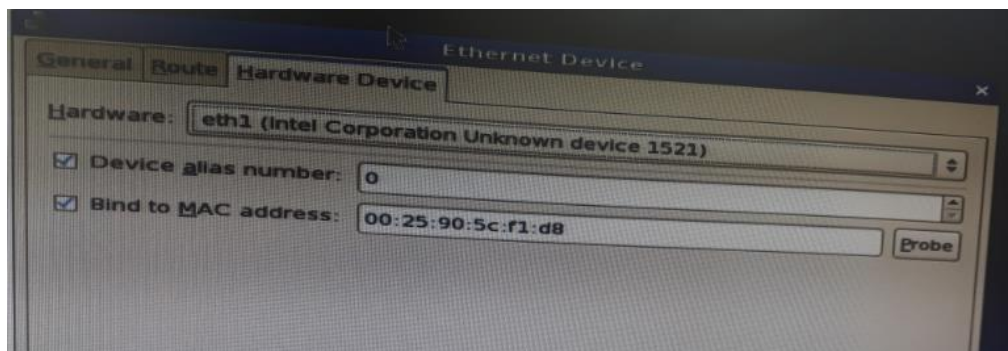 Ethernet Device
General Route Hardware Device
Hardware: eth1 (Intel Corporation Unknown device 1521)
Device alias number: 0
Bind to MAC address: 00:25:90:5c:f1:d8 Probe